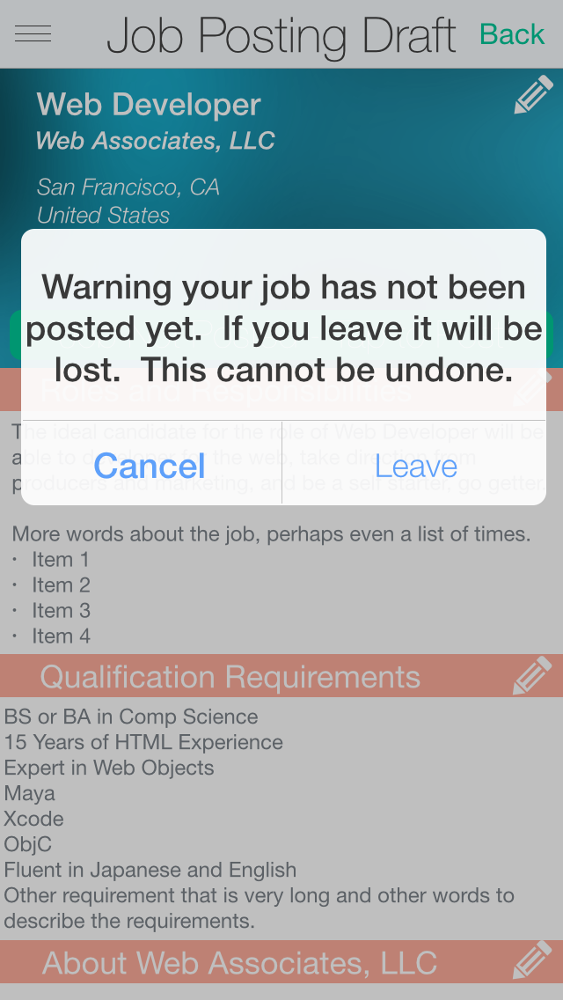 Job Posting Draft Back
Web Developer
Web Associates, LLC
San Francisco, CA
United States
Warning your job has not been
posted yet.  If you leave it will be
lost.  This cannot be undone.
Roles and Responsibilities
The ideal candidate for the role of Web Developer will be
able to developer for the web, take direction from
producers and marketing, and be a self starter, go getter.
Cancel Leave
More words about the job, perhaps even a list of times.
• Item 1
• Item 2
• Item 3
• Item 4
Qualification Requirements
BS or BA in Comp Science
15 Years of HTML Experience
Expert in Web Objects
Maya
Xcode
ObjC
Fluent in Japanese and English
Other requirement that is very long and other words to
describe the requirements.
About Web Associates, LLC